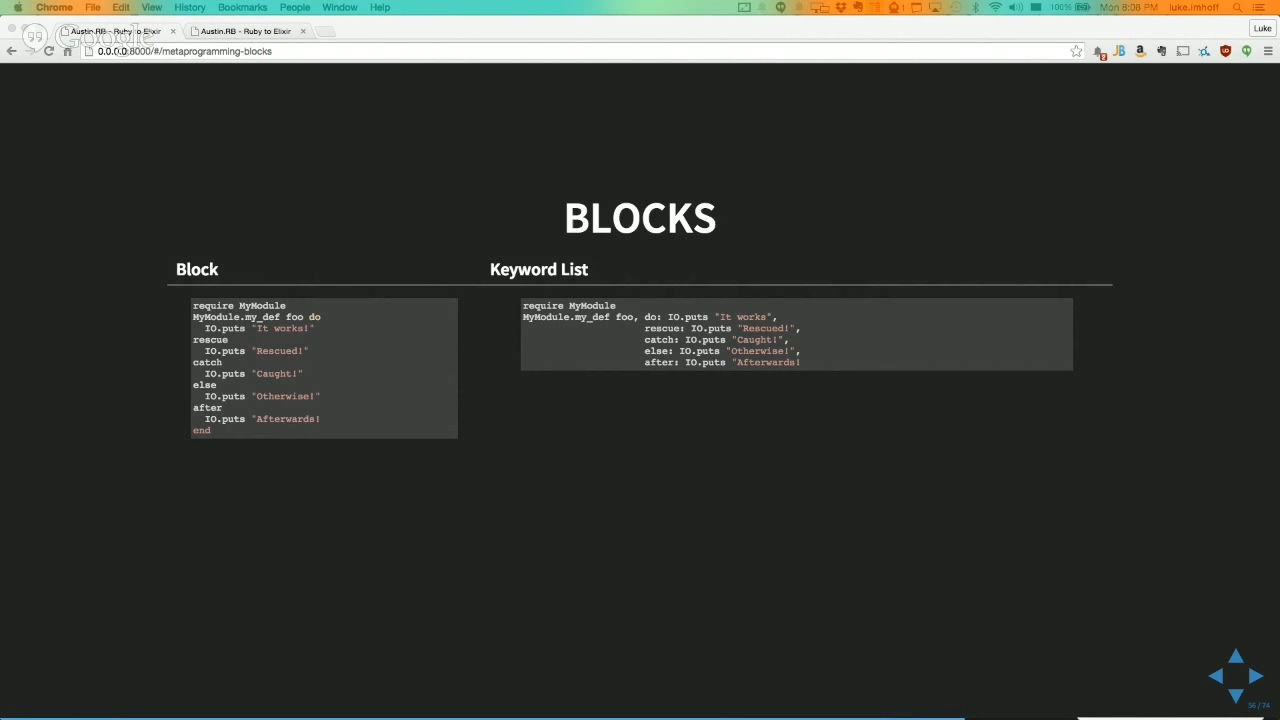 Chrome File Edit View History Bookmarks People Window Help 100% Mon 8:08 PM luke.imhoff
Austin.RB - Ruby to Elixir Austin.RB - Ruby to Elixir Luke
Google
0.0.0.0:8000/#/metaprogramming-blocks
BLOCKS
Block Keyword List
require MyModule
MyModule.my_def foo do
IO.puts "It works!"
rescue
IO.puts "Rescued!"
catch
IO.puts "Caught!"
else
IO.puts "Otherwise!"
after
IO.puts "Afterwards!
end
require MyModule
MyModule.my_def foo, do: IO.puts "It works",
rescue: IO.puts "Rescued!",
catch: IO.puts "Caught!",
else: IO.puts "Otherwise!",
after: IO.puts "Afterwards!
56 / 74